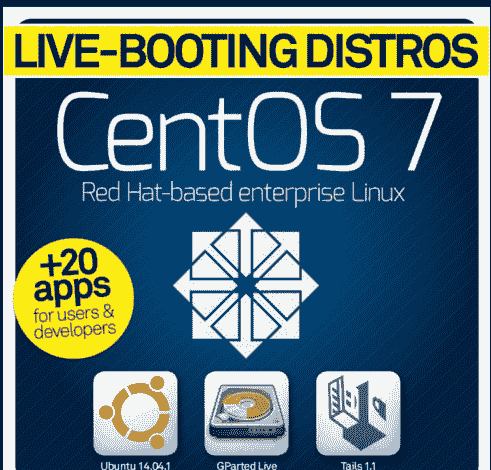 LIVE-BOOTING DISTROS
CentOS 7
Red Hat-based enterprise Linux
+20
apps
for users &
developers
Ubuntu 14.04.1
GParted Live
Tails 1.1